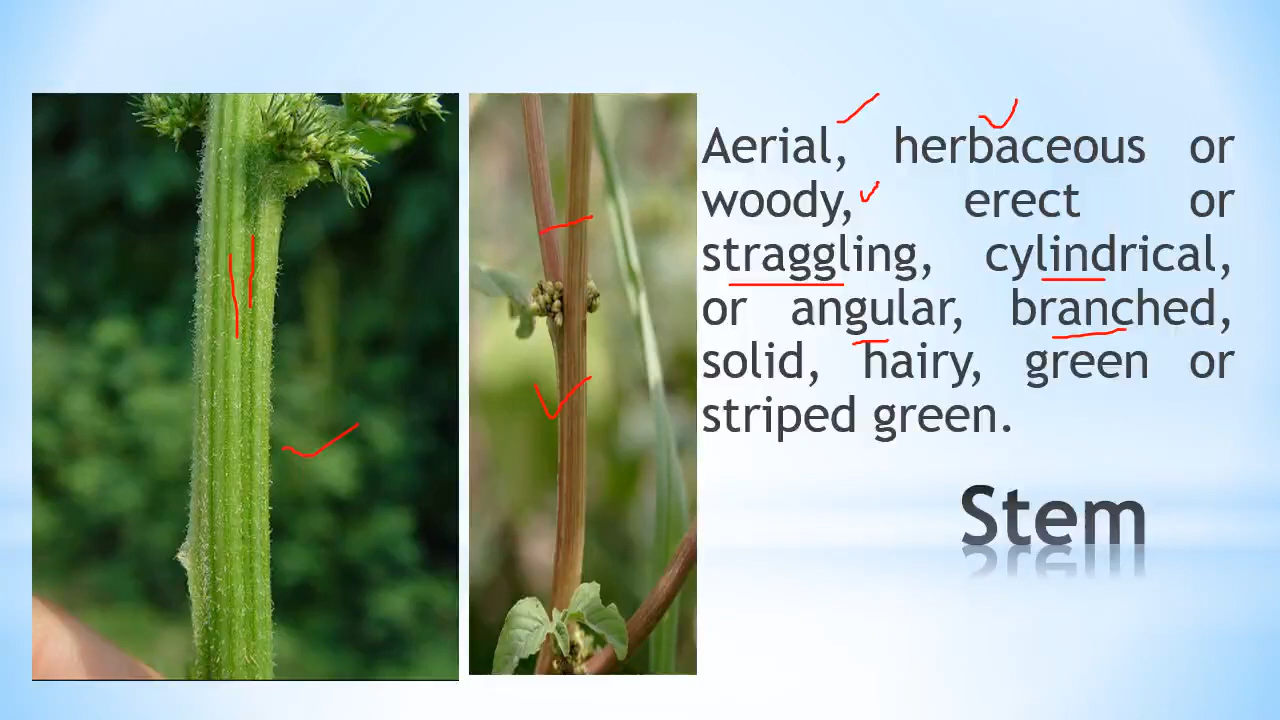 Aerial, herbaceous or
woody, erect or
straggling, cylindrical,
or angular, branched,
solid, hairy, green or
striped green.
Stem